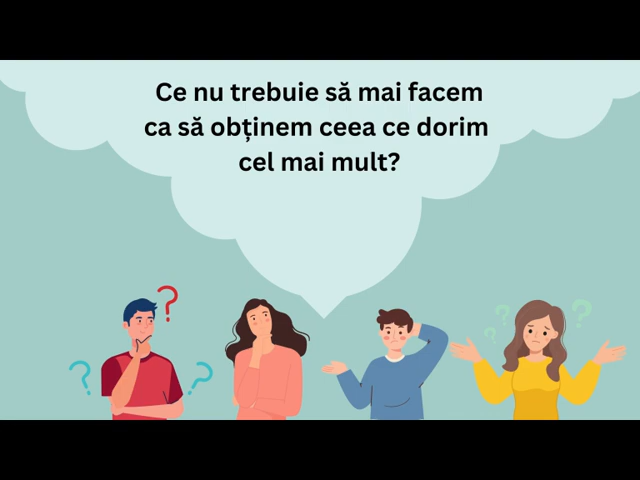 Ce nu trebuie să mai facem
ca să obținem ceea ce dorim
cel mai mult?